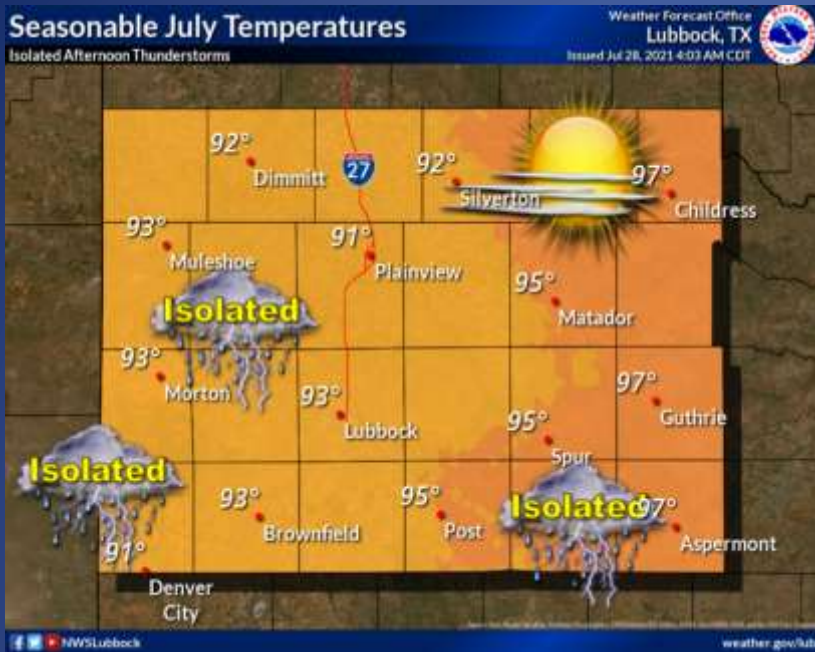 Seasonable July Temperatures
Weather Forecast Office
Lubbock, TX
Isolated Afternoon Thunderstorms
Issued Jul 28, 2021 4:03 AM CDT
92°
Dimmitt
27
92°
Silverton
97°
Childress
93°
Muleshoe
91°
Plainview
Isolated
95°
Matador
93°
Morton
93°
Lubbock
97°
Guthrie
95°
Spur
Isolated
93°
Brownfield
95°
Post
Isolated
97°
Aspermont
91°
Denver
City
NWSLubbock
weather.gov/lub